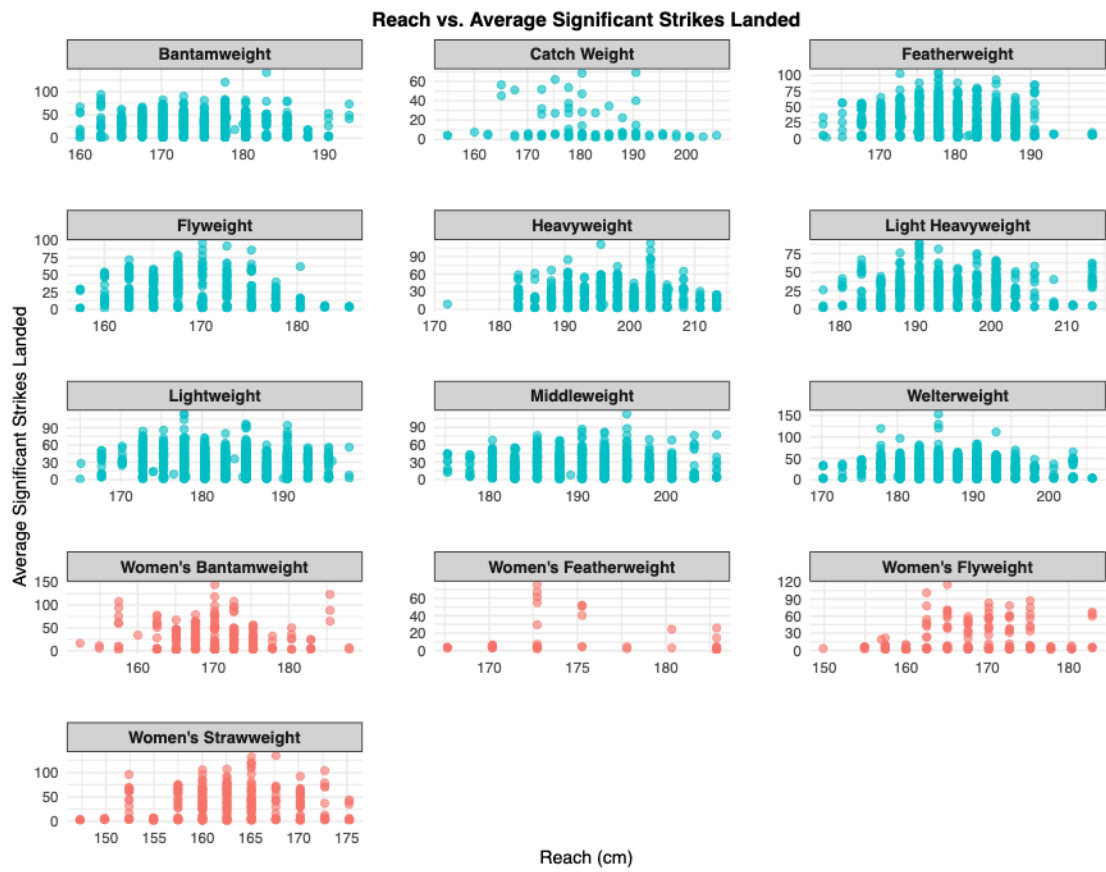 Reach vs. Average Significant Strikes Landed
Average Significant Strikes Landed
Bantamweight
100
50
0
160 170 180 190
Catch Weight
60
40
20
0
160 170 180 190 200
Featherweight
100
75
50
25
0
170 180 190
Flyweight
100
75
50
25
0
160 170 180
Heavyweight
90
60
30
0
170 180 190 200 210
Light Heavyweight
75
50
25
0
180 190 200 210
Lightweight
90
60
30
0
170 180 190
Middleweight
90
60
30
0
180 190 200
Welterweight
150
100
50
0
170 180 190 200
Women's Bantamweight
150
100
50
0
160 170 180
Women's Featherweight
60
40
20
0
170 175 180
Women's Flyweight
120
90
60
30
0
150 160 170 180
Women's Strawweight
100
50
0
150 155 160 165 170 175
Reach (cm)